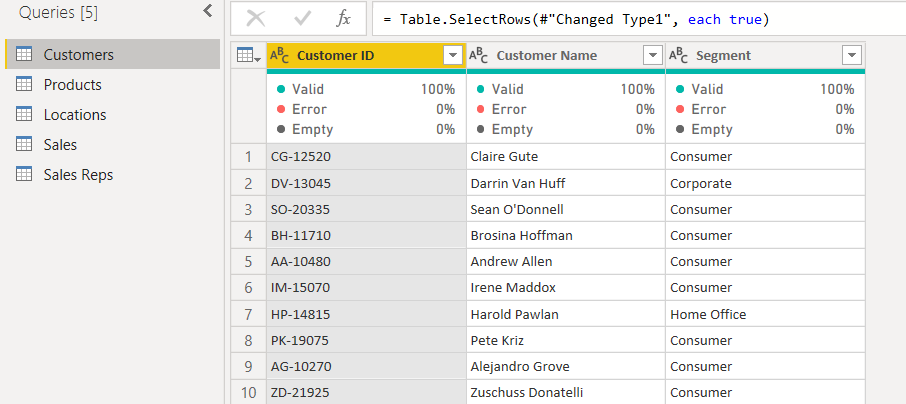 Queries [5]
Customers
Products
Locations
Sales
Sales Reps
fx = Table.SelectRows(#"Changed Type1", each true)
ABC Customer ID ABC Customer Name ABC Segment
Valid 100% Valid 100% Valid 100%
Error 0% Error 0% Error 0%
Empty 0% Empty 0% Empty 0%
1 CG-12520 Claire Gute Consumer
2 DV-13045 Darrin Van Huff Corporate
3 SO-20335 Sean O'Donnell Consumer
4 BH-11710 Brosina Hoffman Consumer
5 AA-10480 Andrew Allen Consumer
6 IM-15070 Irene Maddox Consumer
7 HP-14815 Harold Pawlan Home Office
8 PK-19075 Pete Kriz Consumer
9 AG-10270 Alejandro Grove Consumer
10 ZD-21925 Zuschuss Donatelli Consumer